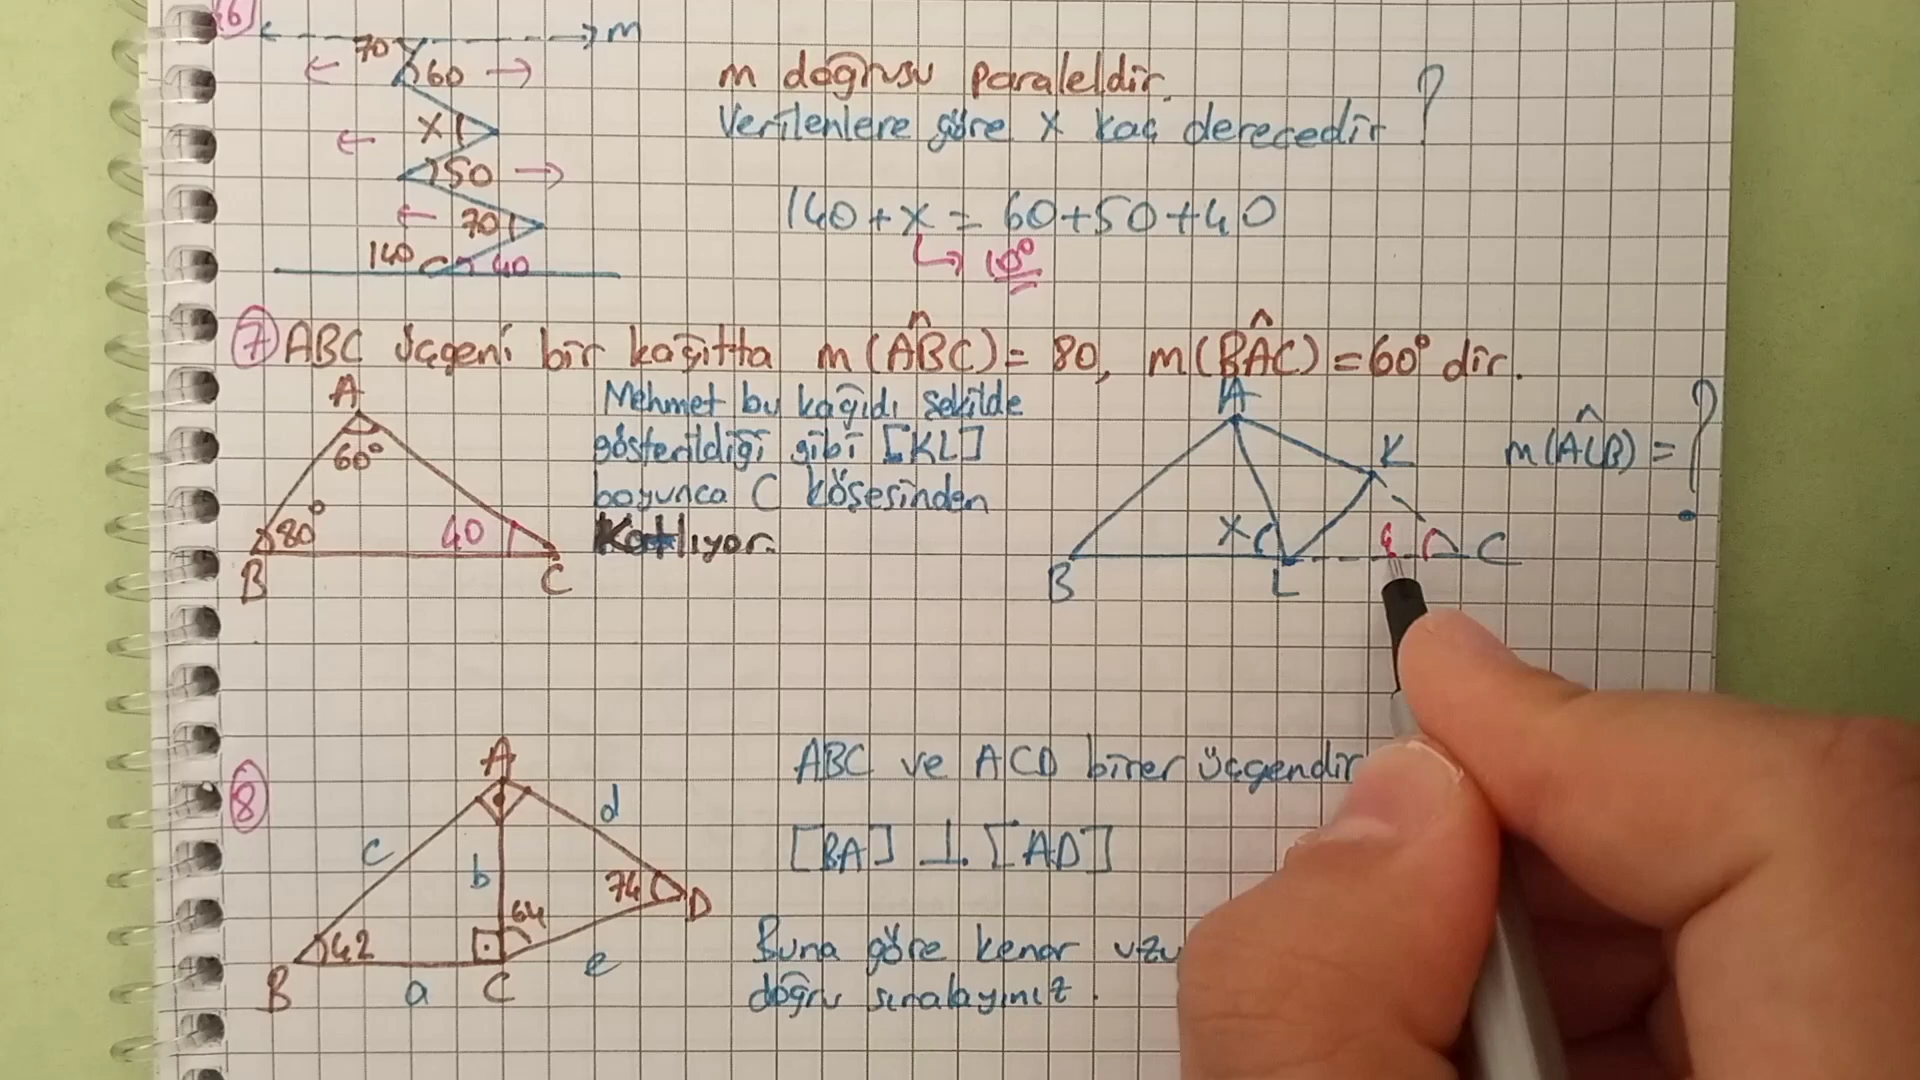 6)
m
70
60
m doğrusu paraleldir.
X
Verilenlere göre x kaç derecedir ?
50
70
140+x = 60+50+40
140
40
10°
7) ABC üçgeni bir kağıtta m(ABC)= 80, m(BAC)=60° dir.
A
60°
80°
40
B
C
Mehmet bu kağıdı şekilde
gösterildiği gibi [KL]
boyunca C köşesinden
Katlıyor.
A
K
X
B
L
C
m(ALB) = ?
8
A
c
d
b
74
D
64
42
B
a
C
e
ABC ve ACD birer üçgendir
[BA] ⊥ [AD]
Buna göre kenar uzu
doğru sıralayınız.